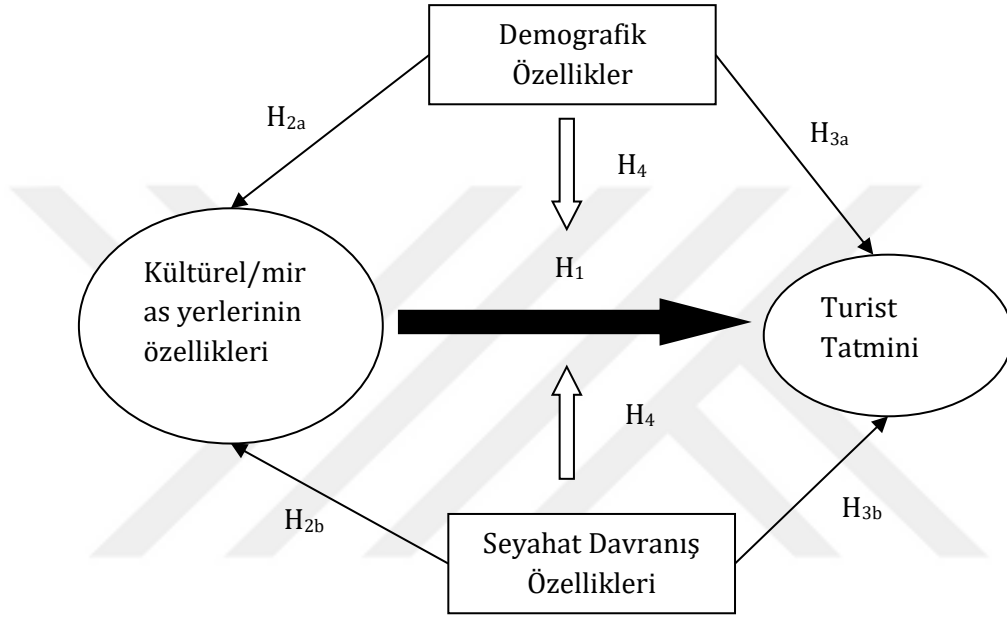 Demografik
Özellikler
H2a
H3a
H4
H1
Kültürel/mir
as yerlerinin
özellikleri
Turist
Tatmini
H4
H2b
H3b
Seyahat Davranış
Özellikleri